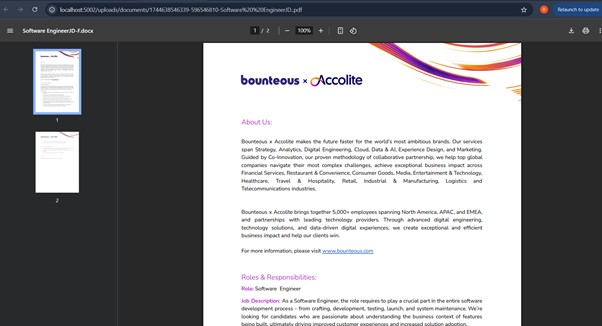 localhost:5002/uploads/documents/1744638546339-596546810-Software%20%20EngineerJD-.pdf
Relaunch to update
Software EngineerJD-F.docx
1 / 2
100%
1
2
bounteous x Accolite
About Us:
Bounteous x Accolite makes the future faster for the world's most ambitious brands. Our services
span Strategy, Analytics, Digital Engineering, Cloud, Data & AI, Experience Design, and Marketing.
Guided by Co-Innovation, our proven methodology of collaborative partnership, we help top global
companies navigate their most complex challenges, achieve exceptional business impact across
Financial Services, Restaurant & Convenience, Consumer Goods, Media, Entertainment & Technology,
Healthcare, Travel & Hospitality, Retail, Industrial & Manufacturing, Logistics and
Telecommunications industries.
Bounteous x Accolite brings together 5,000+ employees spanning North America, APAC, and EMEA,
and partnerships with leading technology providers. Through advanced digital engineering,
technology solutions, and data-driven digital experiences, we create exceptional and efficient
business impact and help our clients win.
For more information, please visit www.bounteous.com
Roles & Responsibilities:
Role: Software Engineer
Job Description: As a Software Engineer, the role requires to play a crucial part in the entire software
development process - from crafting, development, testing, launch, and system maintenance. We're
looking for candidates who are passionate about understanding the business context of features
being built, ultimately driving improved customer experiences and increased solution adoption.